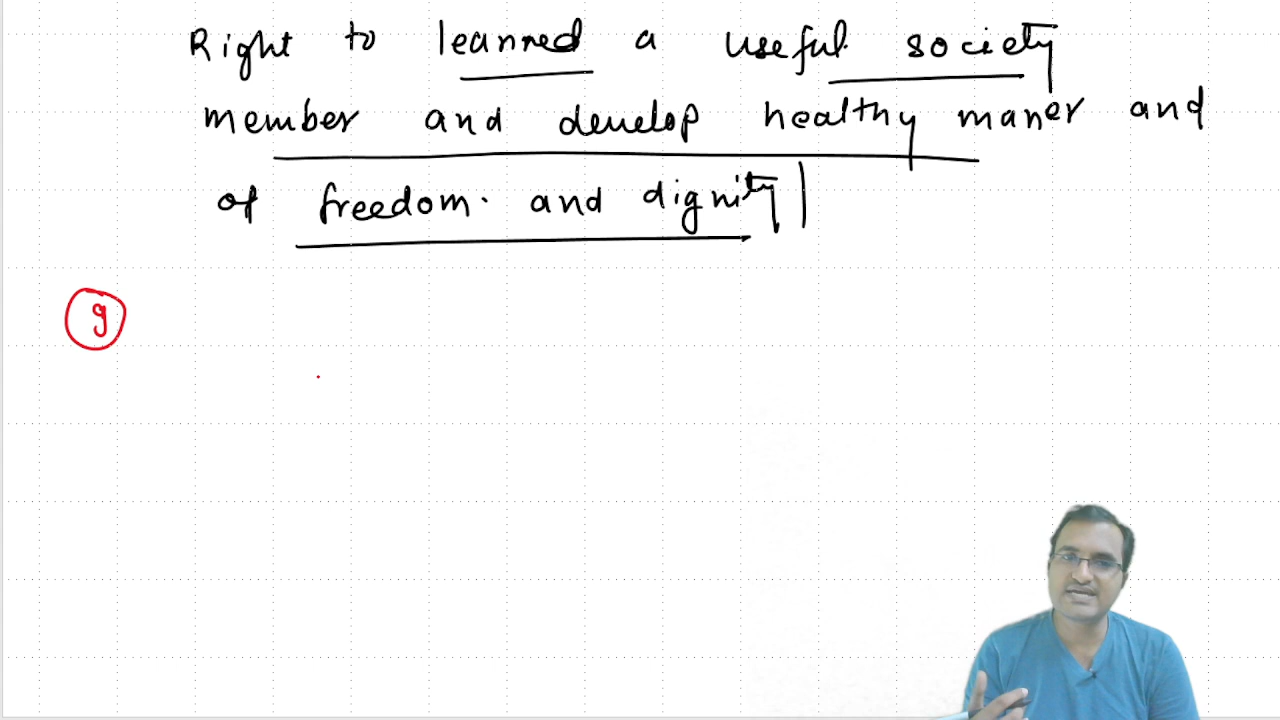 Right to learned a useful society
member and develop healthy maner and
of freedom. and dignity|
9